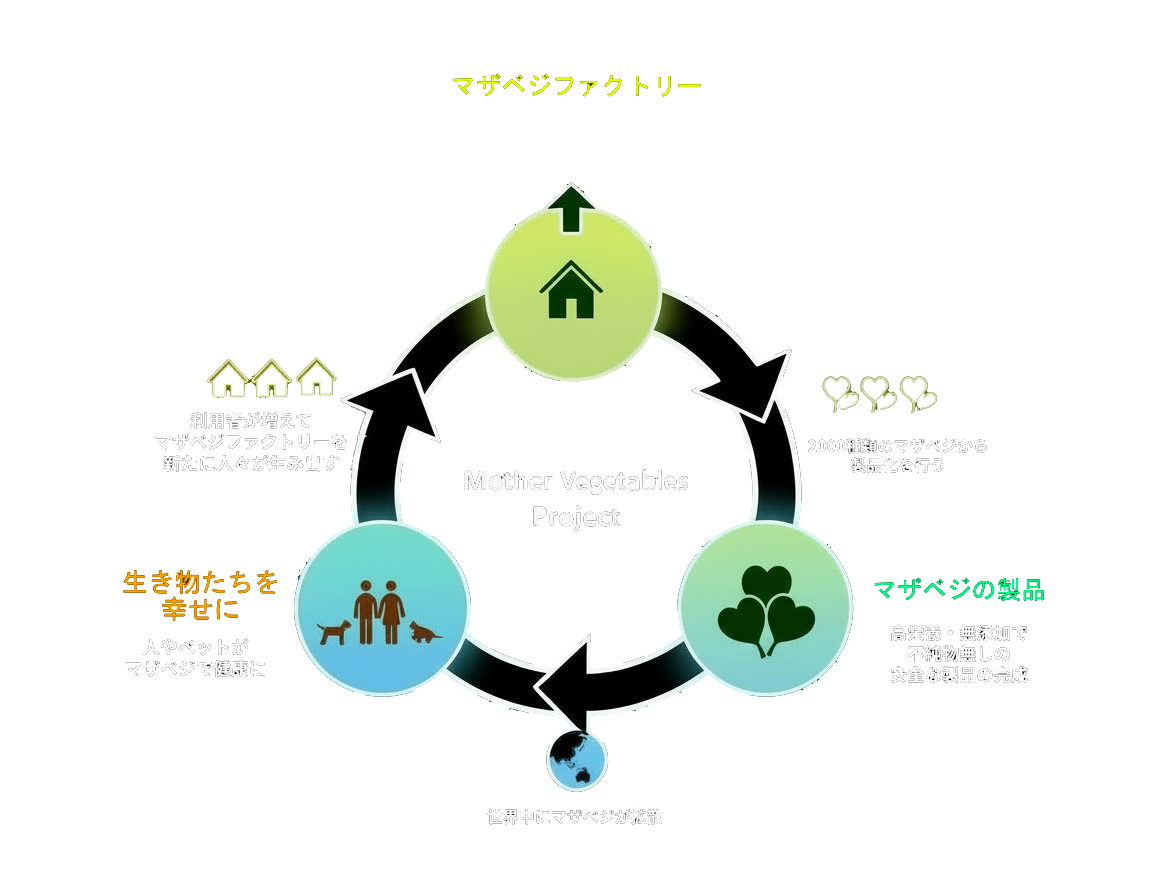 マザベジファクトリー
利用者が増えて
マザベジファクトリーを
新たに人々が生み出す
2000種類のマザベジから
製品化を行う
Mother Vegetables
Project
生き物たちを
幸せに
人やペットが
マザベジで健康に
マザベジの製品
高栄養・無添加で
不純物無しの
安全な製品の完成
世界中にマザベジが拡散